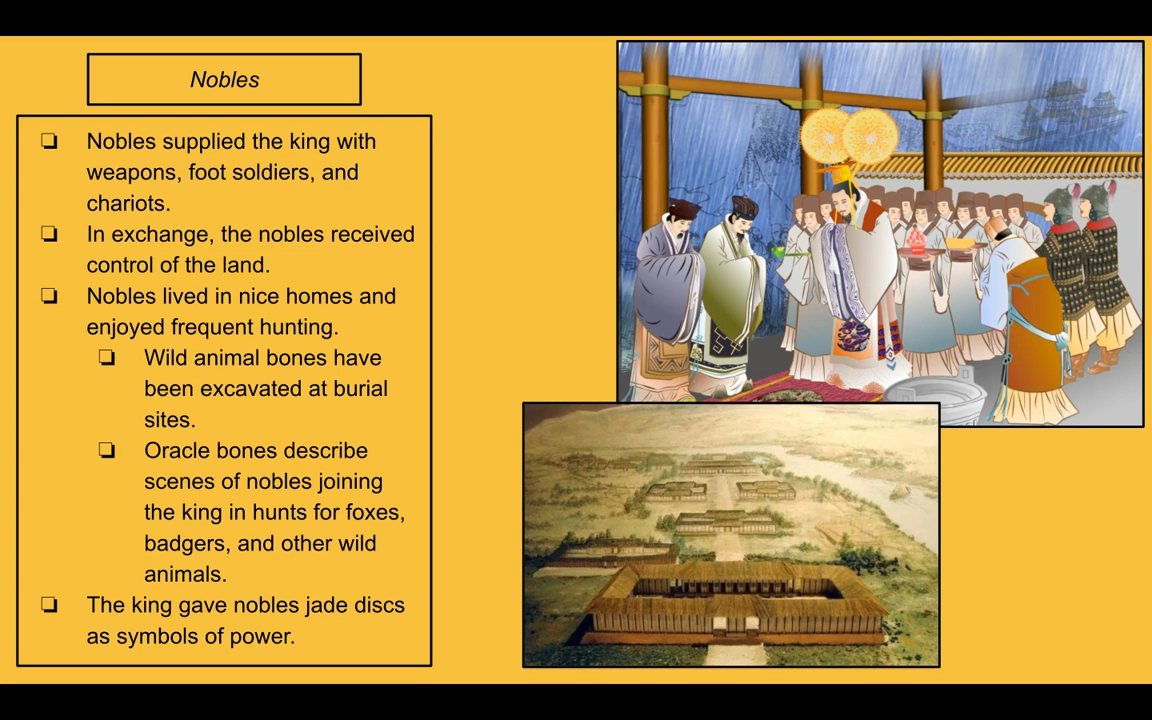 Nobles
❏ Nobles supplied the king with
weapons, foot soldiers, and
chariots.
❏ In exchange, the nobles received
control of the land.
❏ Nobles lived in nice homes and
enjoyed frequent hunting.
❏ Wild animal bones have
been excavated at burial
sites.
❏ Oracle bones describe
scenes of nobles joining
the king in hunts for foxes,
badgers, and other wild
animals.
❏ The king gave nobles jade discs
as symbols of power.